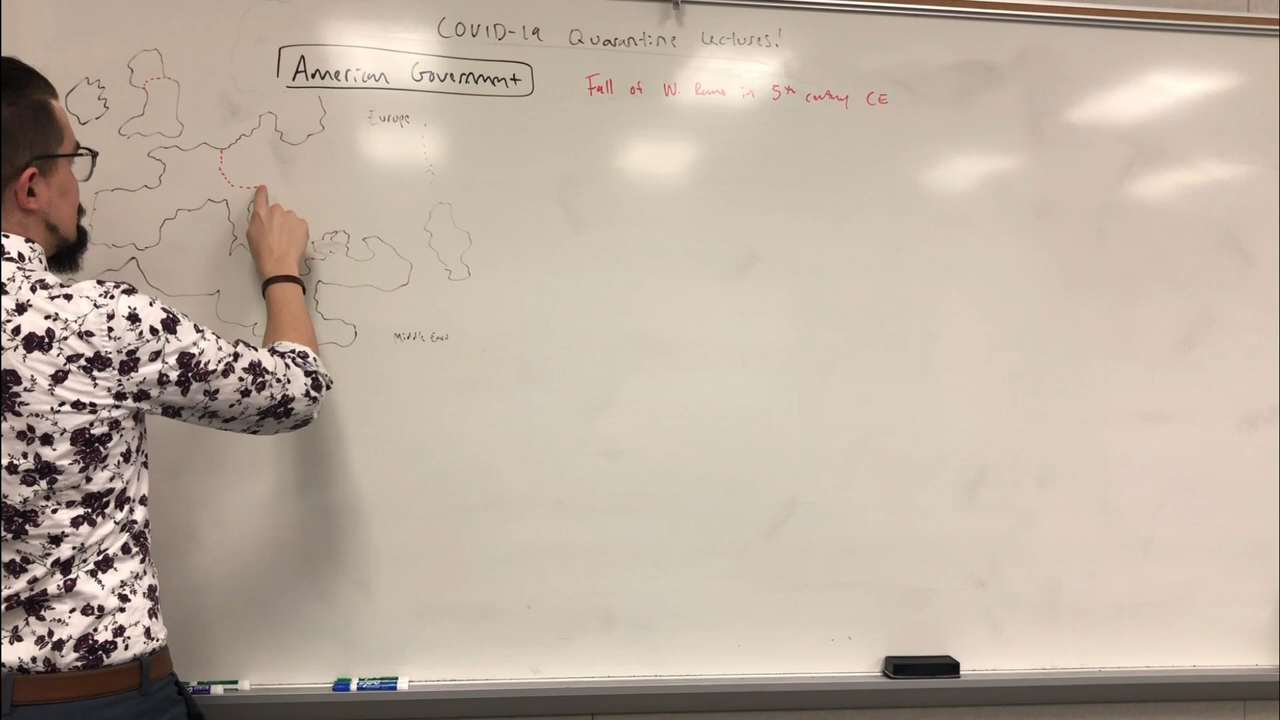 COVID-19 Quarantine Lectures!
American Government
Fall of W. Rome in 5th century CE
Europe
Middle East